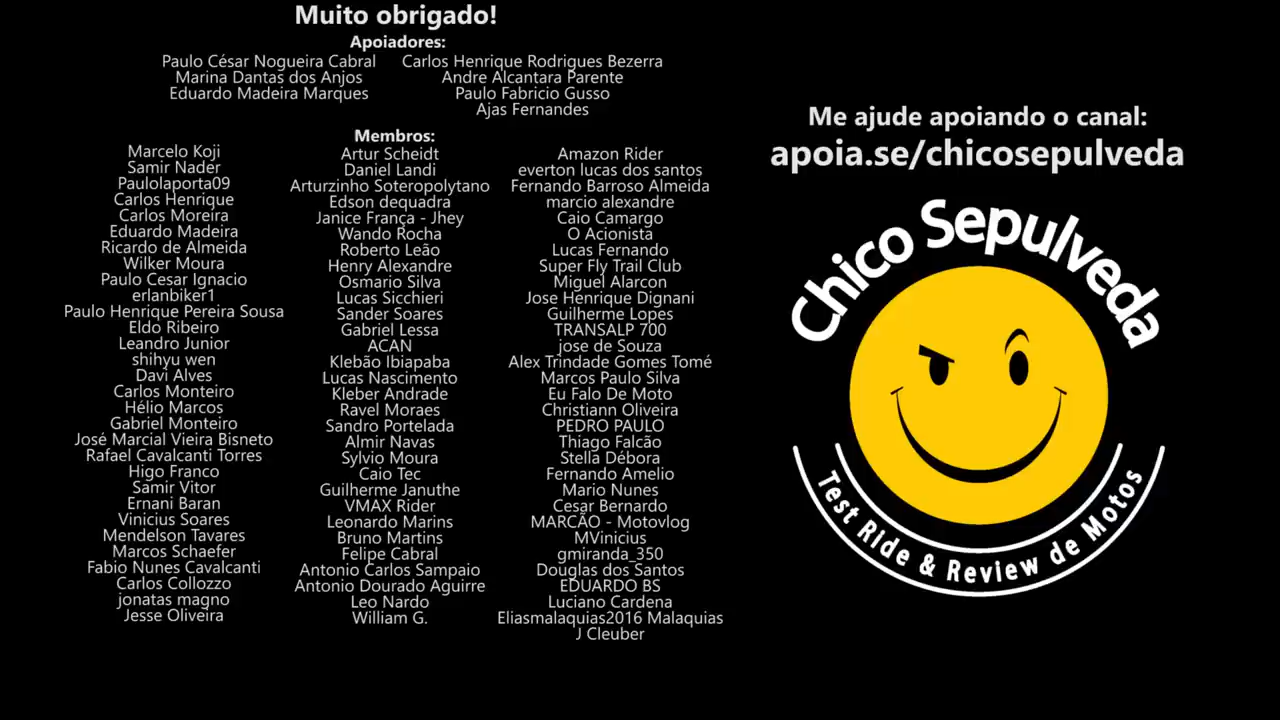 Muito obrigado!
Apoiadores:
Paulo César Nogueira Cabral
Marina Dantas dos Anjos
Eduardo Madeira Marques
Carlos Henrique Rodrigues Bezerra
Andre Alcantara Parente
Paulo Fabricio Gusso
Ajas Fernandes
Membros:
Marcelo Koji
Samir Nader
Paulolaporta09
Carlos Henrique
Carlos Moreira
Eduardo Madeira
Ricardo de Almeida
Wilker Moura
Paulo Cesar Ignacio
erlanbiker1
Paulo Henrique Pereira Sousa
Eldo Ribeiro
Leandro Junior
shihyu wen
Davi Alves
Carlos Monteiro
Hélio Marcos
Gabriel Monteiro
José Marcial Vieira Bisneto
Rafael Cavalcanti Torres
Higo Franco
Samir Vitor
Ernani Baran
Vinicius Soares
Mendelson Tavares
Marcos Schaefer
Fabio Nunes Cavalcanti
Carlos Collozzo
jonatas magno
Jesse Oliveira
Artur Scheidt
Daniel Landi
Arturzinho Soteropolytano
Edson dequadra
Janice França - Jhey
Wando Rocha
Roberto Leão
Henry Alexandre
Osmario Silva
Lucas Sicchieri
Sander Soares
Gabriel Lessa
ACAN
Klebão Ibiapaba
Lucas Nascimento
Kleber Andrade
Ravel Moraes
Sandro Portelada
Almir Navas
Sylvio Moura
Caio Tec
Guilherme Januthe
VMAX Rider
Leonardo Marins
Bruno Martins
Felipe Cabral
Antonio Carlos Sampaio
Antonio Dourado Aguirre
Leo Nardo
William G.
Amazon Rider
everton lucas dos santos
Fernando Barroso Almeida
marcio alexandre
Caio Camargo
O Acionista
Lucas Fernando
Super Fly Trail Club
Miguel Alarcon
Jose Henrique Dignani
Guilherme Lopes
TRANSALP 700
jose de Souza
Alex Trindade Gomes Tomé
Marcos Paulo Silva
Eu Falo De Moto
Christiann Oliveira
PEDRO PAULO
Thiago Falcão
Stella Débora
Fernando Amelio
Mario Nunes
Cesar Bernardo
MARCÃO - Motovlog
MVinicius
gmiranda_350
Douglas dos Santos
EDUARDO BS
Luciano Cardena
Eliasmalaquias2016 Malaquias
J Cleuber
Me ajude apoiando o canal:
apoia.se/chicosepulveda
Chico Sepulveda
Test Ride & Review de Motos